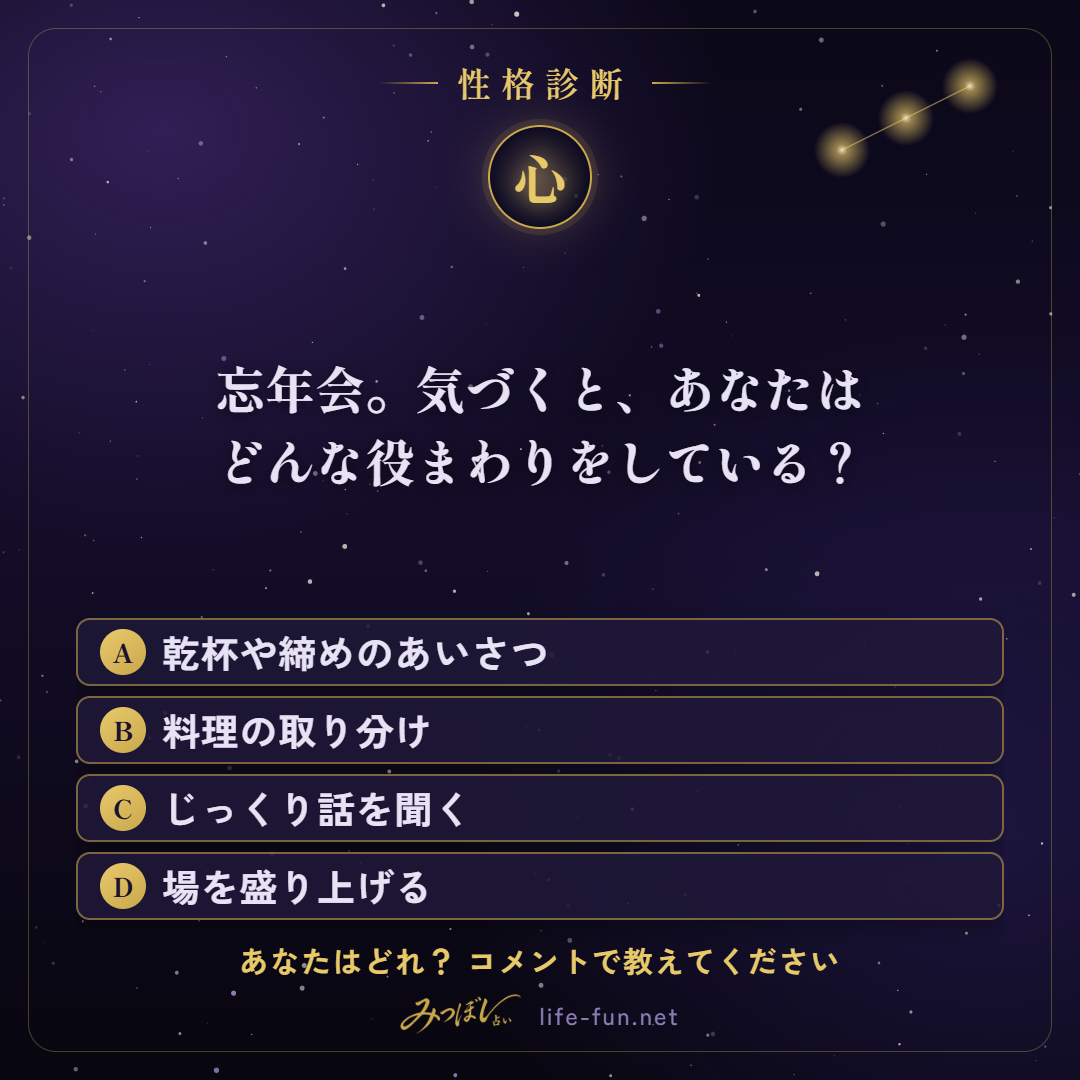 性格診断
心
忘年会。気づくと、あなたは
どんな役まわりをしている？
A 乾杯や締めのあいさつ
B 料理の取り分け
C じっくり話を聞く
D 場を盛り上げる
あなたはどれ？ コメントで教えてください
みつぼし占い life-fun.net